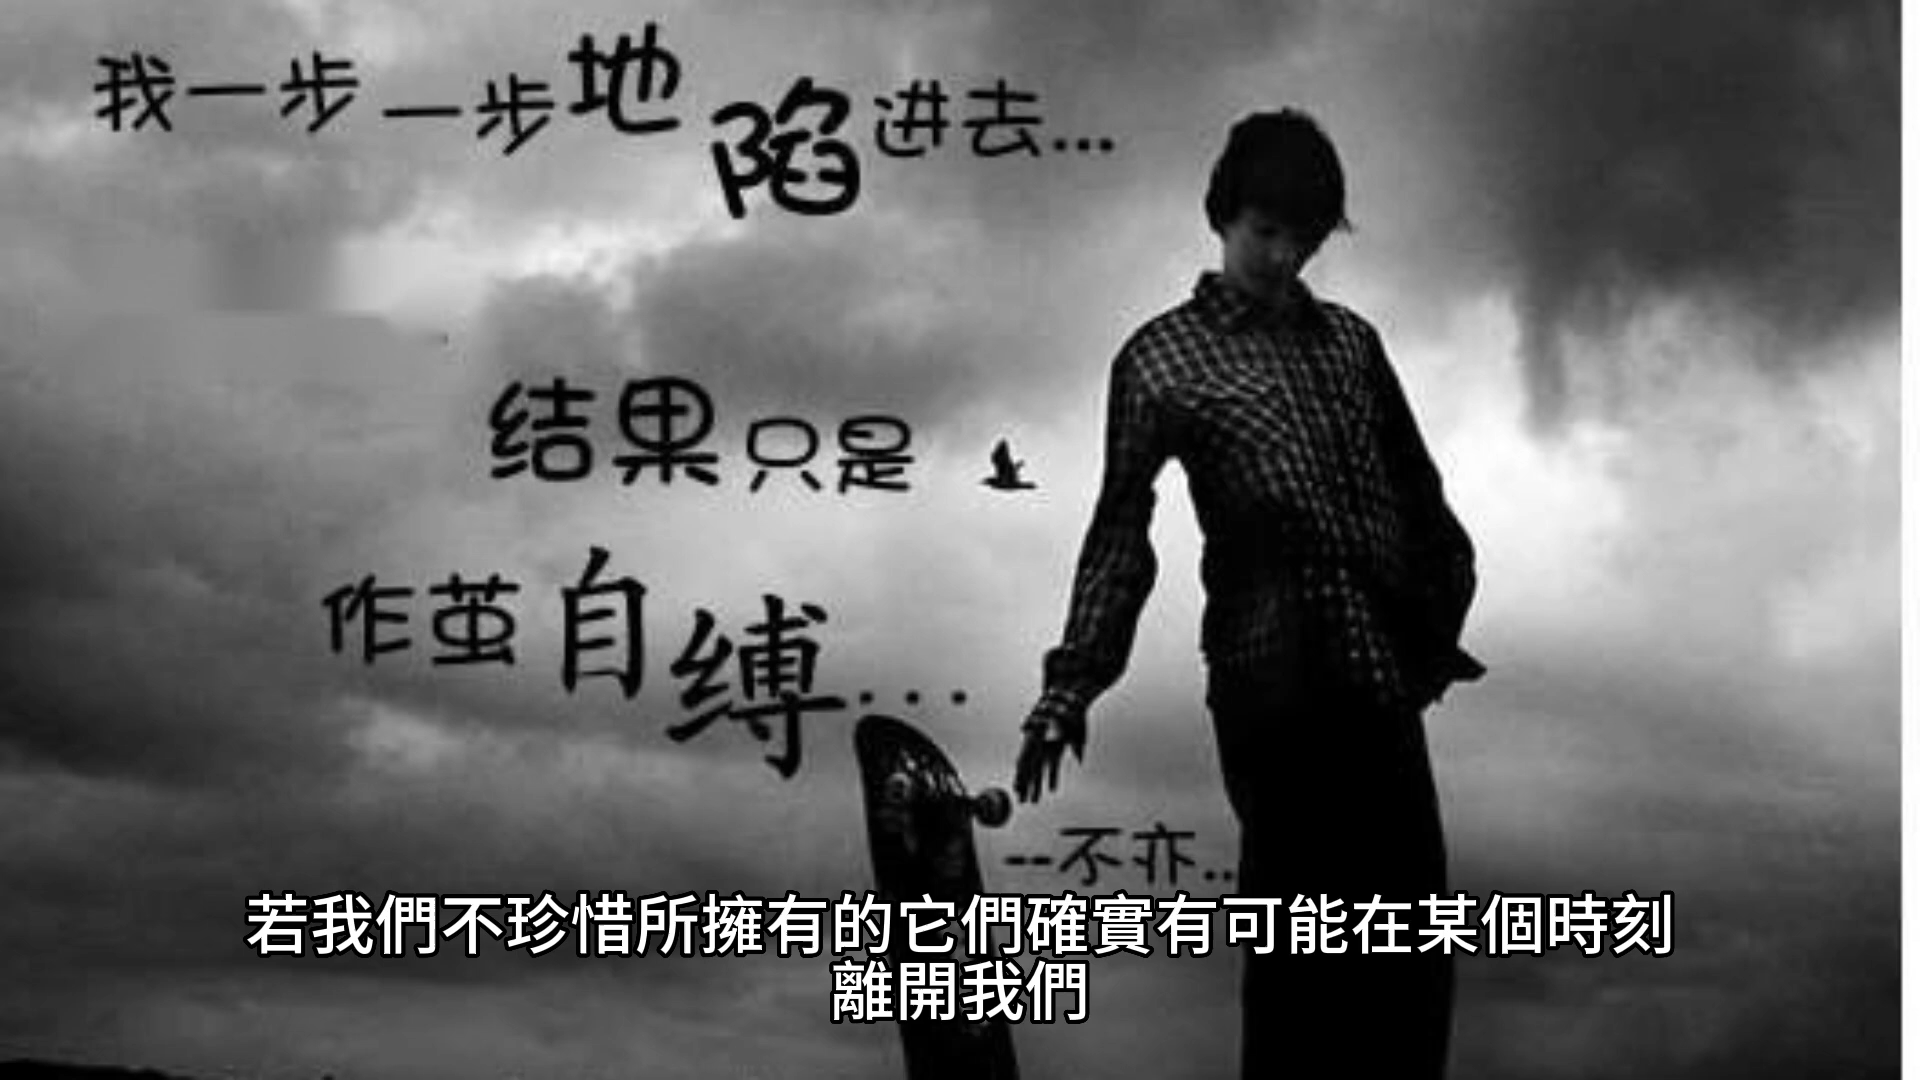 我一步一步地陷进去...
结果只是
作茧自缚...
--不亦..
若我們不珍惜所擁有的它們確實有可能在某個時刻
離開我們